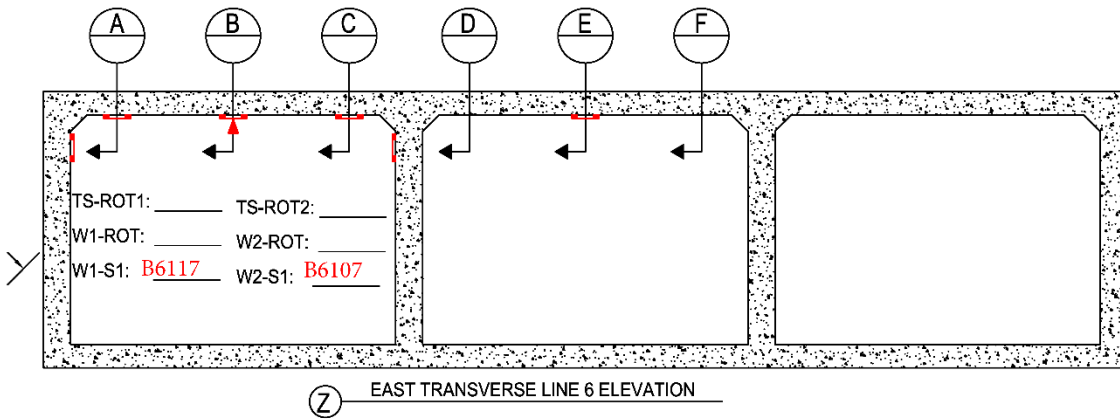 A B C D E F
TS-ROT1: TS-ROT2:
W1-ROT: W2-ROT:
W1-S1: B6117 W2-S1: B6107
Z EAST TRANSVERSE LINE 6 ELEVATION